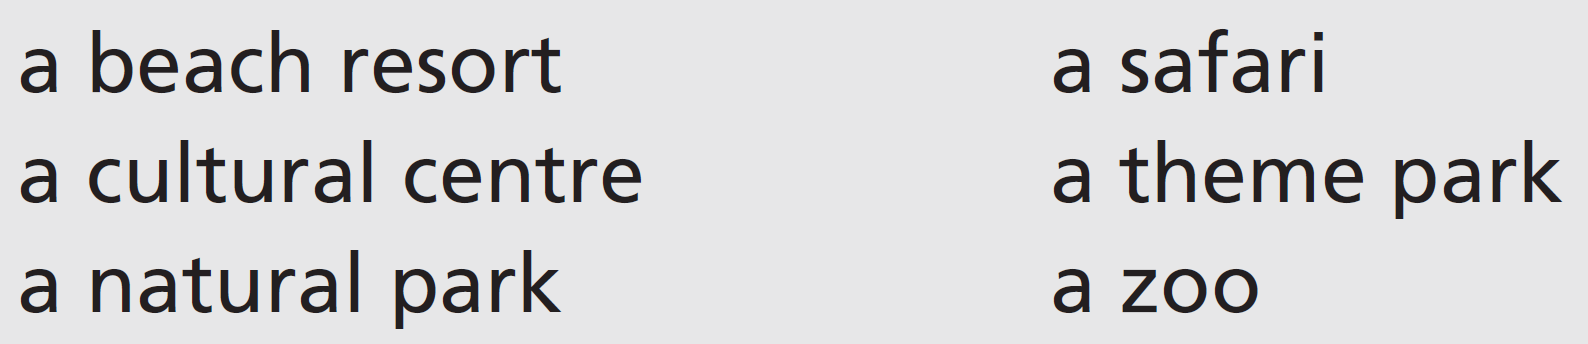 a beach resort
a cultural centre
a natural park
a safari
a theme park
a zoo